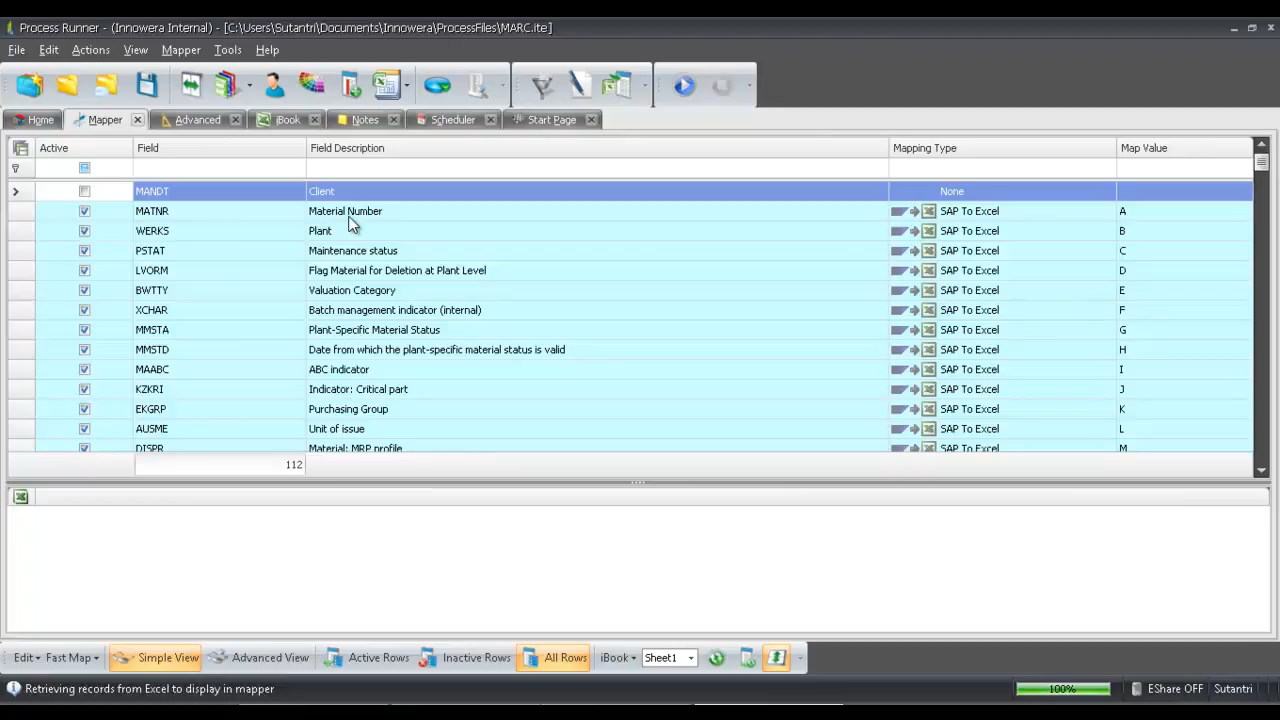 Process Runner - (Innowera Internal) - [C:\Users\Sutantri\Documents\Innowera\ProcessFiles\MARC.ite]
File Edit Actions View Mapper Tools Help
Home Mapper Advanced iBook Notes Scheduler Start Page
Active Field Field Description Mapping Type Map Value
MANDT Client None
MATNR Material Number SAP To Excel A
WERKS Plant SAP To Excel B
PSTAT Maintenance status SAP To Excel C
LVORM Flag Material for Deletion at Plant Level SAP To Excel D
BWTTY Valuation Category SAP To Excel E
XCHAR Batch management indicator (internal) SAP To Excel F
MMSTA Plant-Specific Material Status SAP To Excel G
MMSTD Date from which the plant-specific material status is valid SAP To Excel H
MAABC ABC indicator SAP To Excel I
KZKRI Indicator: Critical part SAP To Excel J
EKGRP Purchasing Group SAP To Excel K
AUSME Unit of issue SAP To Excel L
DISPR Material: MRP profile SAP To Excel M
112
Edit Fast Map Simple View Advanced View Active Rows Inactive Rows All Rows iBook Sheet1
Retrieving records from Excel to display in mapper 100% EShare OFF Sutantri